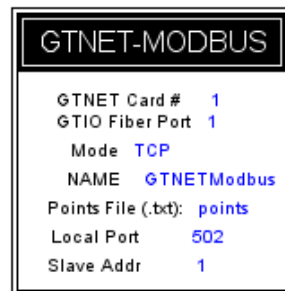 GTNET-MODBUS
GTNET Card # 1
GTIO Fiber Port 1
Mode TCP
NAME GTNETModbus
Points File (.txt): points
Local Port 502
Slave Addr 1